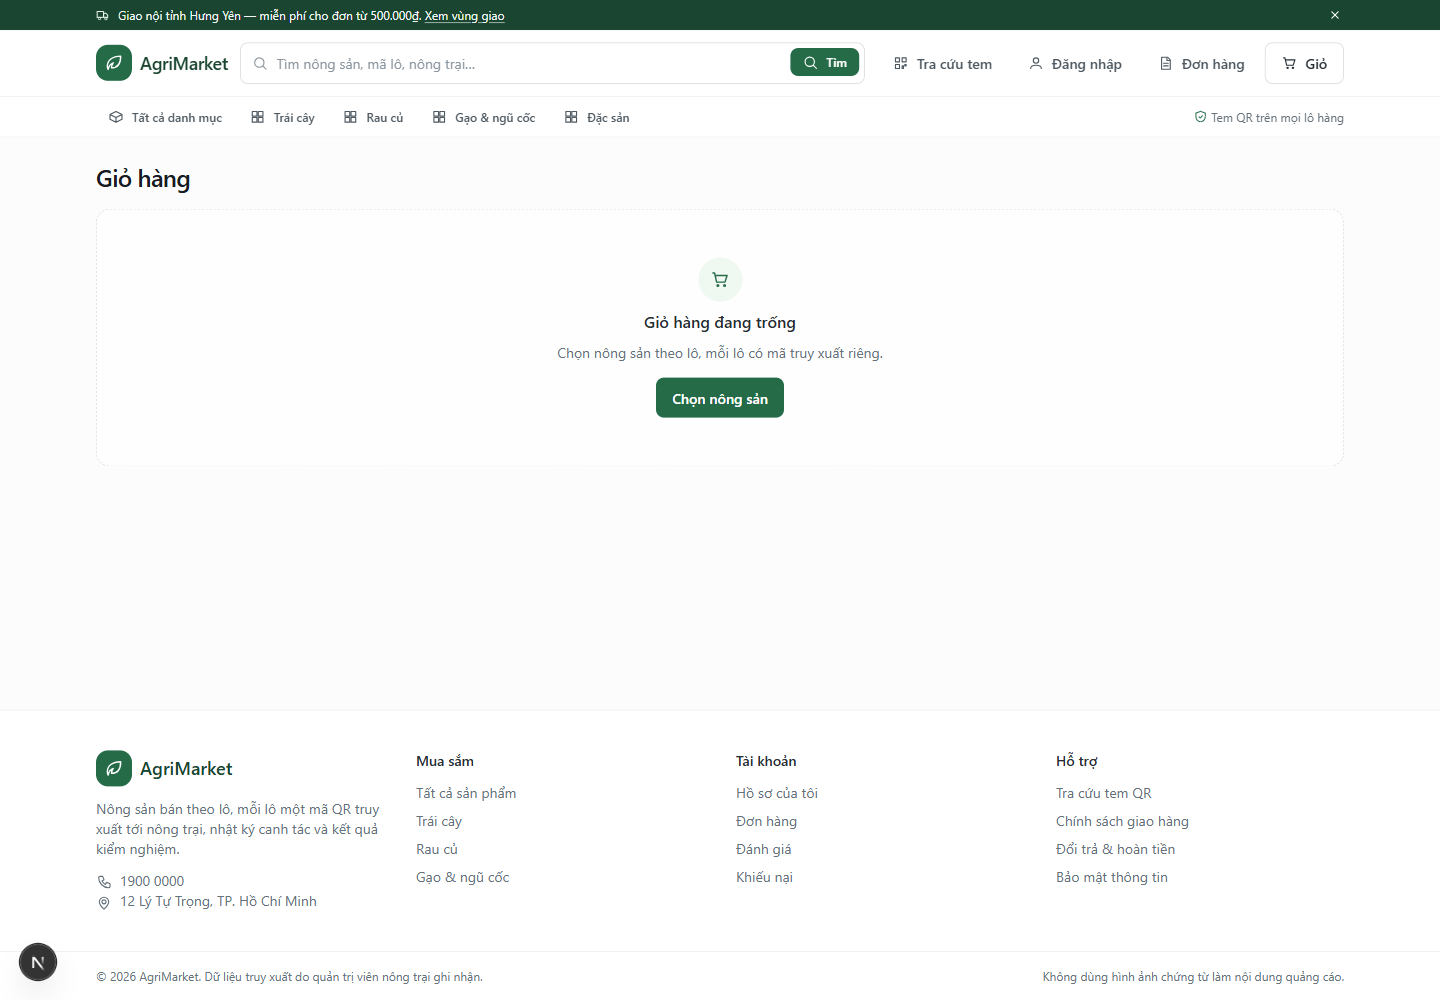 Giao nội tỉnh Hưng Yên — miễn phí cho đơn từ 500.000₫. Xem vùng giao
AgriMarket
Tìm nông sản, mã lô, nông trại...
Tìm
Tra cứu tem
Đăng nhập
Đơn hàng
Giỏ
Tất cả danh mục
Trái cây
Rau củ
Gạo & ngũ cốc
Đặc sản
Tem QR trên mọi lô hàng
Giỏ hàng
Giỏ hàng đang trống
Chọn nông sản theo lô, mỗi lô có mã truy xuất riêng.
Chọn nông sản
AgriMarket
Nông sản bán theo lô, mỗi lô một mã QR truy
xuất tới nông trại, nhật ký canh tác và kết quả
kiểm nghiệm.
1900 0000
12 Lý Tự Trọng, TP. Hồ Chí Minh
Mua sắm
Tất cả sản phẩm
Trái cây
Rau củ
Gạo & ngũ cốc
Tài khoản
Hồ sơ của tôi
Đơn hàng
Đánh giá
Khiếu nại
Hỗ trợ
Tra cứu tem QR
Chính sách giao hàng
Đổi trả & hoàn tiền
Bảo mật thông tin
N
© 2026 AgriMarket. Dữ liệu truy xuất do quản trị viên nông trại ghi nhận.
Không dùng hình ảnh chứng từ làm nội dung quảng cáo.